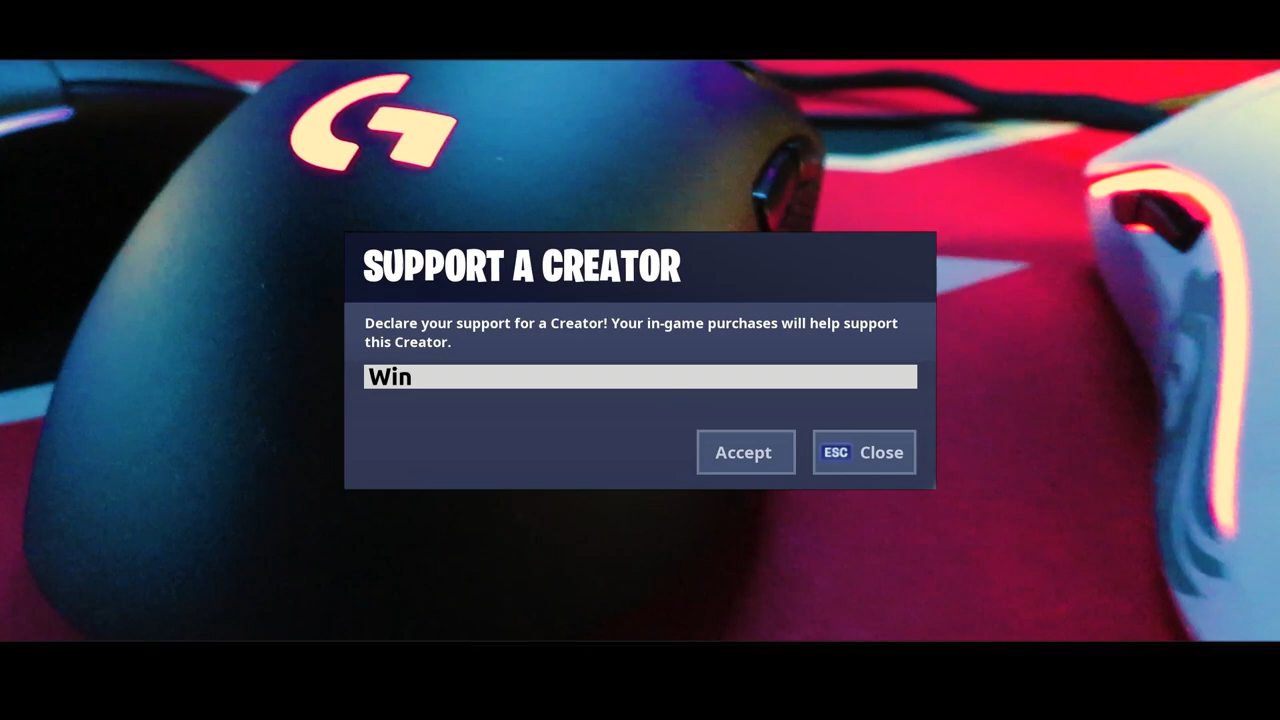 SUPPORT A CREATOR
Declare your support for a Creator! Your in-game purchases will help support
this Creator.
Win
Accept
ESC Close